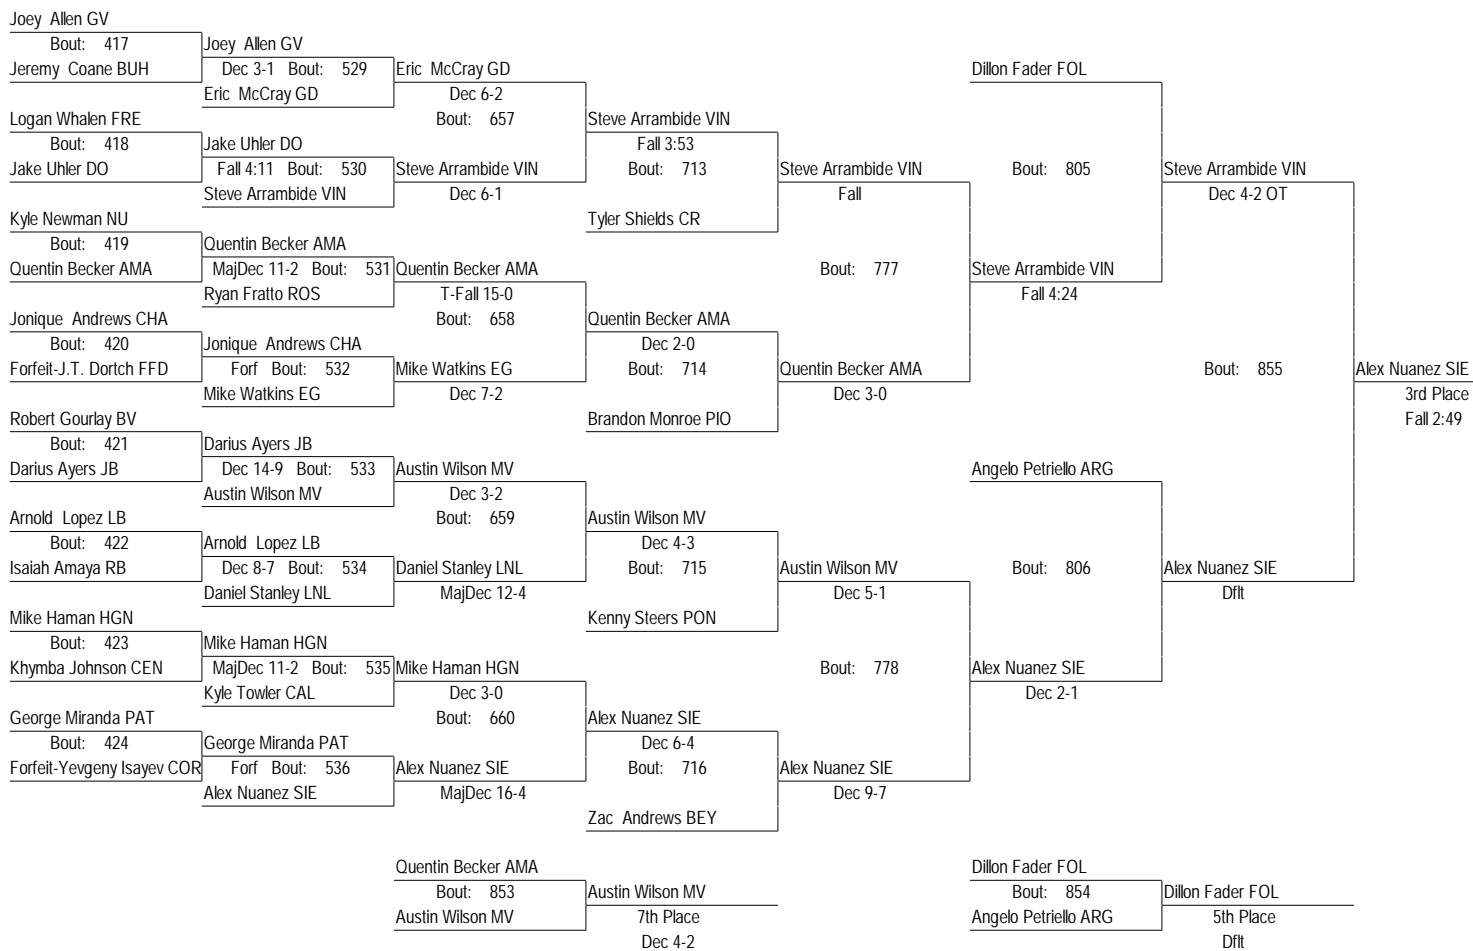 Joey Allen GV
Bout: 417
Joey Allen GV
Jeremy Coane BUH
Dec 3-1 Bout: 529
Eric McCray GD
Dillon Fader FOL
Eric McCray GD
Dec 6-2
Logan Whalen FRE
Bout: 657
Steve Arrambide VIN
Bout: 418
Jake Uhler DO
Fall 3:53
Jake Uhler DO
Fall 4:11 Bout: 530
Steve Arrambide VIN
Bout: 713
Steve Arrambide VIN
Bout: 805
Steve Arrambide VIN
Steve Arrambide VIN
Dec 6-1
Fall
Dec 4-2 OT
Kyle Newman NU
Tyler Shields CR
Bout: 419
Quentin Becker AMA
Quentin Becker AMA
MajDec 11-2 Bout: 531
Quentin Becker AMA
Bout: 777
Steve Arrambide VIN
Ryan Fratto ROS
T-Fall 15-0
Fall 4:24
Jonique Andrews CHA
Bout: 658
Quentin Becker AMA
Bout: 420
Jonique Andrews CHA
Dec 2-0
Forfeit-J.T. Dortch FFD
Forf Bout: 532
Mike Watkins EG
Bout: 714
Quentin Becker AMA
Bout: 855
Alex Nuanez SIE
Mike Watkins EG
Dec 7-2
Dec 3-0
3rd Place
Robert Gourlay BV
Brandon Monroe PIO
Fall 2:49
Bout: 421
Darius Ayers JB
Darius Ayers JB
Dec 14-9 Bout: 533
Austin Wilson MV
Angelo Petriello ARG
Austin Wilson MV
Dec 3-2
Arnold Lopez LB
Bout: 659
Austin Wilson MV
Bout: 422
Arnold Lopez LB
Dec 4-3
Isaiah Amaya RB
Dec 8-7 Bout: 534
Daniel Stanley LNL
Bout: 715
Austin Wilson MV
Bout: 806
Alex Nuanez SIE
Daniel Stanley LNL
MajDec 12-4
Dec 5-1
Dflt
Mike Haman HGN
Kenny Steers PON
Bout: 423
Mike Haman HGN
Khymba Johnson CEN
MajDec 11-2 Bout: 535
Mike Haman HGN
Bout: 778
Alex Nuanez SIE
Kyle Towler CAL
Dec 3-0
Dec 2-1
George Miranda PAT
Bout: 660
Alex Nuanez SIE
Bout: 424
George Miranda PAT
Dec 6-4
Forfeit-Yevgeny Isayev COR
Forf Bout: 536
Alex Nuanez SIE
Bout: 716
Alex Nuanez SIE
Alex Nuanez SIE
MajDec 16-4
Dec 9-7
Zac Andrews BEY
Quentin Becker AMA
Dillon Fader FOL
Bout: 853
Austin Wilson MV
Bout: 854
Dillon Fader FOL
Austin Wilson MV
7th Place
Angelo Petriello ARG
5th Place
Dec 4-2
Dflt